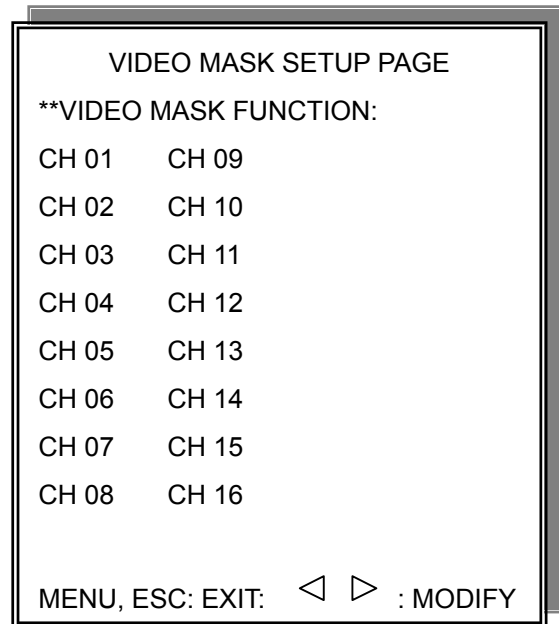 VIDEO MASK SETUP PAGE
**VIDEO MASK FUNCTION:
CH 01 CH 09
CH 02 CH 10
CH 03 CH 11
CH 04 CH 12
CH 05 CH 13
CH 06 CH 14
CH 07 CH 15
CH 08 CH 16
MENU, ESC: EXIT: ◁ ▷ : MODIFY